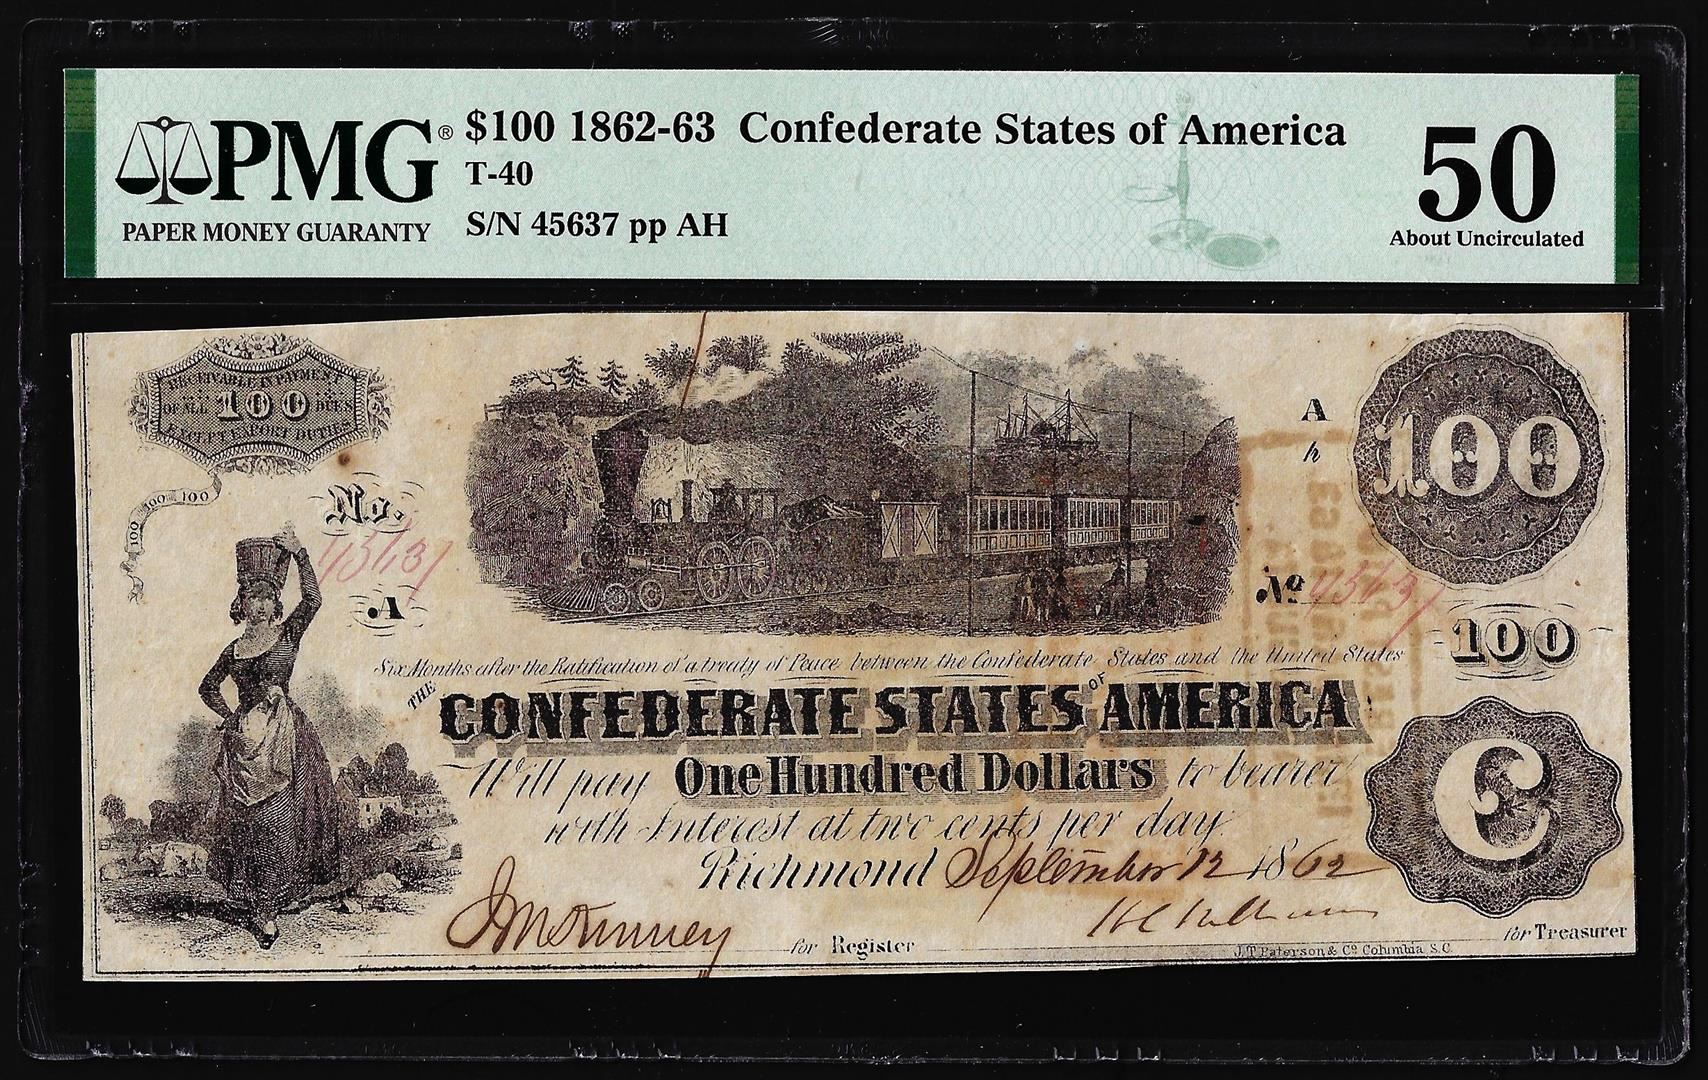 PMG®
PAPER MONEY GUARANTY
$100 1862-63 Confederate States of America
T-40
S/N 45637 pp AH
50
About Uncirculated
RECEIVABLE IN PAYMENT
OF ALL 100 DUES
EXCEPT EXPORT DUTIES
100 100 100
No.
45637
A
A
h
100
No 45637
100
Six Months after the Ratification of a treaty of Peace between the Confederate States and the United States
THE CONFEDERATE STATES OF AMERICA
Will pay One Hundred Dollars to bearer
with Interest at two cents per day.
Richmond September 12 1862
C
J McKinney for Register
for Treasurer
J.T. Paterson & Co Columbia S.C.